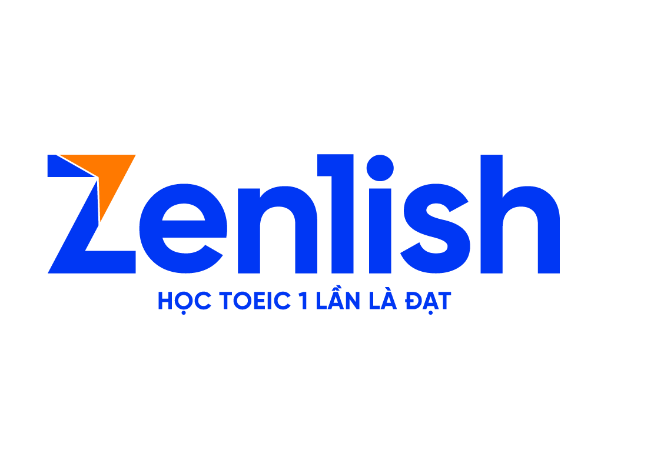 Zenlish
HỌC TOEIC 1 LẦN LÀ ĐẠT